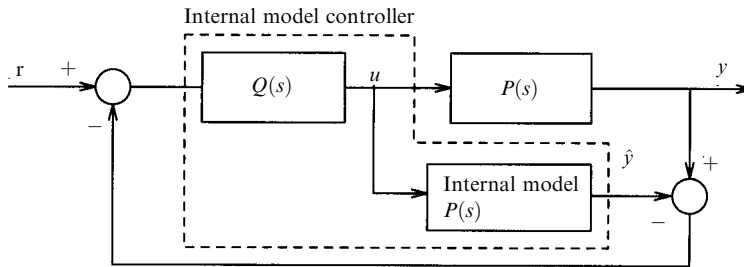 Internal model controller
r
+
−
Q(s)
u
P(s)
y
Internal model
P(s)
ŷ
+
−